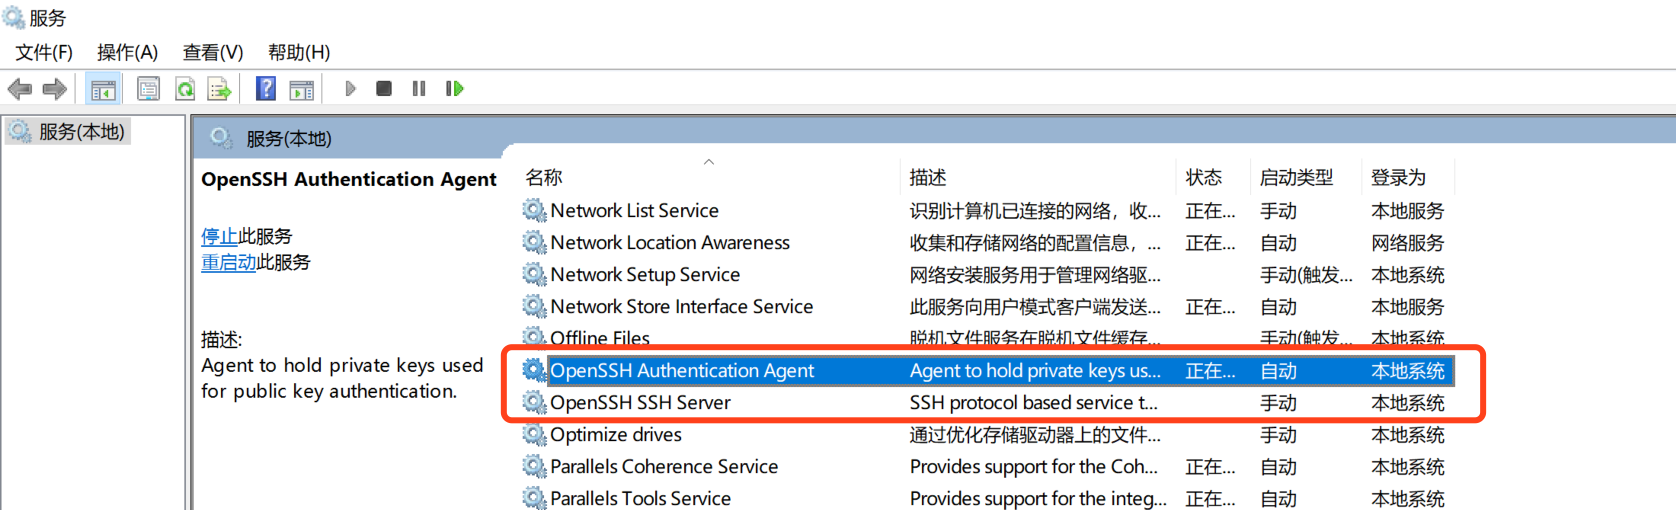 服务
文件(F) 操作(A) 查看(V) 帮助(H)
服务(本地)
服务(本地)
OpenSSH Authentication Agent
停止此服务
重启动此服务
描述:
Agent to hold private keys used
for public key authentication.
名称 描述 状态 启动类型 登录为
Network List Service 识别计算机已连接的网络，收... 正在... 手动 本地服务
Network Location Awareness 收集和存储网络的配置信息，... 正在... 自动 网络服务
Network Setup Service 网络安装服务用于管理网络驱... 手动(触发... 本地系统
Network Store Interface Service 此服务向用户模式客户端发送... 正在... 自动 本地服务
Offline Files 脱机文件服务在脱机文件缓存... 手动(触发... 本地系统
OpenSSH Authentication Agent Agent to hold private keys us... 正在... 自动 本地系统
OpenSSH SSH Server SSH protocol based service t... 手动 本地系统
Optimize drives 通过优化存储驱动器上的文件... 手动 本地系统
Parallels Coherence Service Provides support for the Coh... 正在... 自动 本地系统
Parallels Tools Service Provides support for the integ... 正在... 自动 本地系统